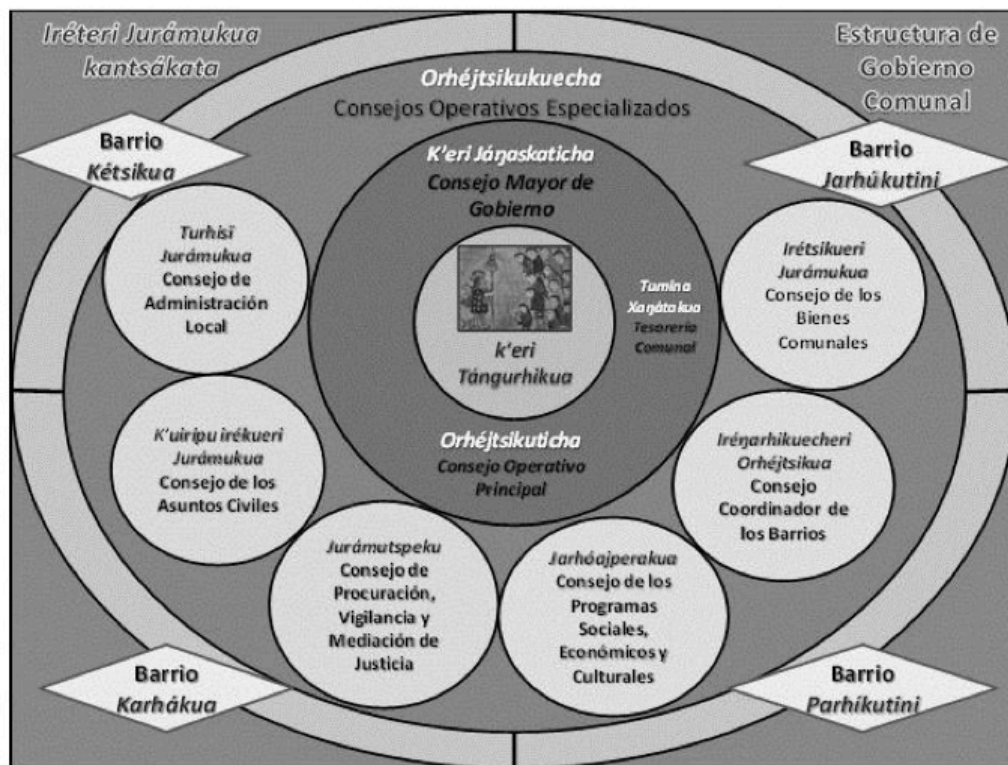 Iréteri Jurámukua
kantsákata
Estructura de
Gobierno
Comunal
Orhéjtsikukuecha
Consejos Operativos Especializados
Barrio
Kétsikua
Barrio
Jarhúkutini
K'eri Jáŋaskaticha
Consejo Mayor de
Gobierno
k'eri
Tángurhikua
Tumina
Xaŋátakua
Tesorería
Comunal
Orhéjtsikuticha
Consejo Operativo
Principal
Turhisï
Jurámukua
Consejo de
Administración
Local
Irétsikueri
Jurámukua
Consejo de los
Bienes
Comunales
K'uiripu irékueri
Jurámukua
Consejo de los
Asuntos Civiles
Iréŋarhikuecheri
Orhéjtsikua
Consejo
Coordinador de
los Barrios
Jurámutspeku
Consejo de
Procuración,
Vigilancia y
Mediación de
Justicia
Jarhóajperakua
Consejo de los
Programas
Sociales,
Económicos y
Culturales
Barrio
Karhákua
Barrio
Parhíkutini